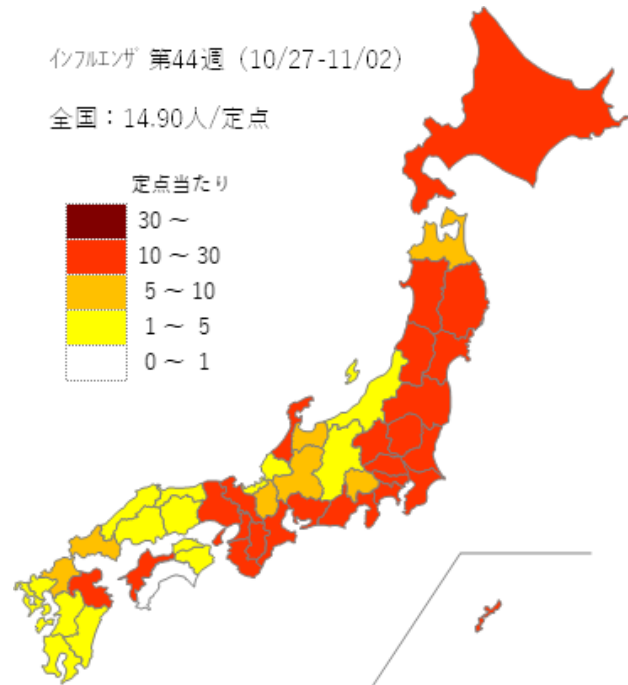 ｲﾝﾌﾙｴﾝｻﾞ 第44週（10/27-11/02）
全国：14.90人/定点
定点当たり
30 ～
10 ～ 30
5 ～ 10
1 ～ 5
0 ～ 1